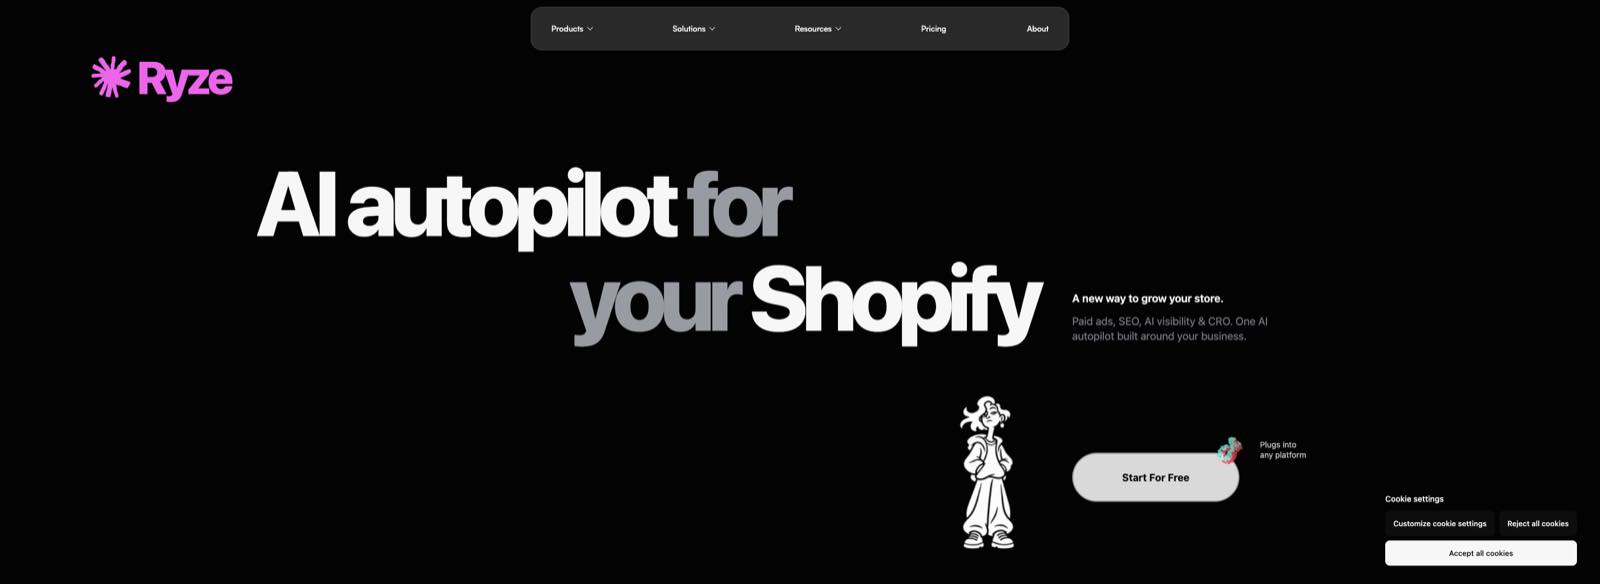 Products
Solutions
Resources
Pricing
About
Ryze
AI autopilot for
your Shopify
A new way to grow your store.
Paid ads, SEO, AI visibility & CRO. One AI
autopilot built around your business.
Plugs into
any platform
Start For Free
Cookie settings
Customize cookie settings
Reject all cookies
Accept all cookies